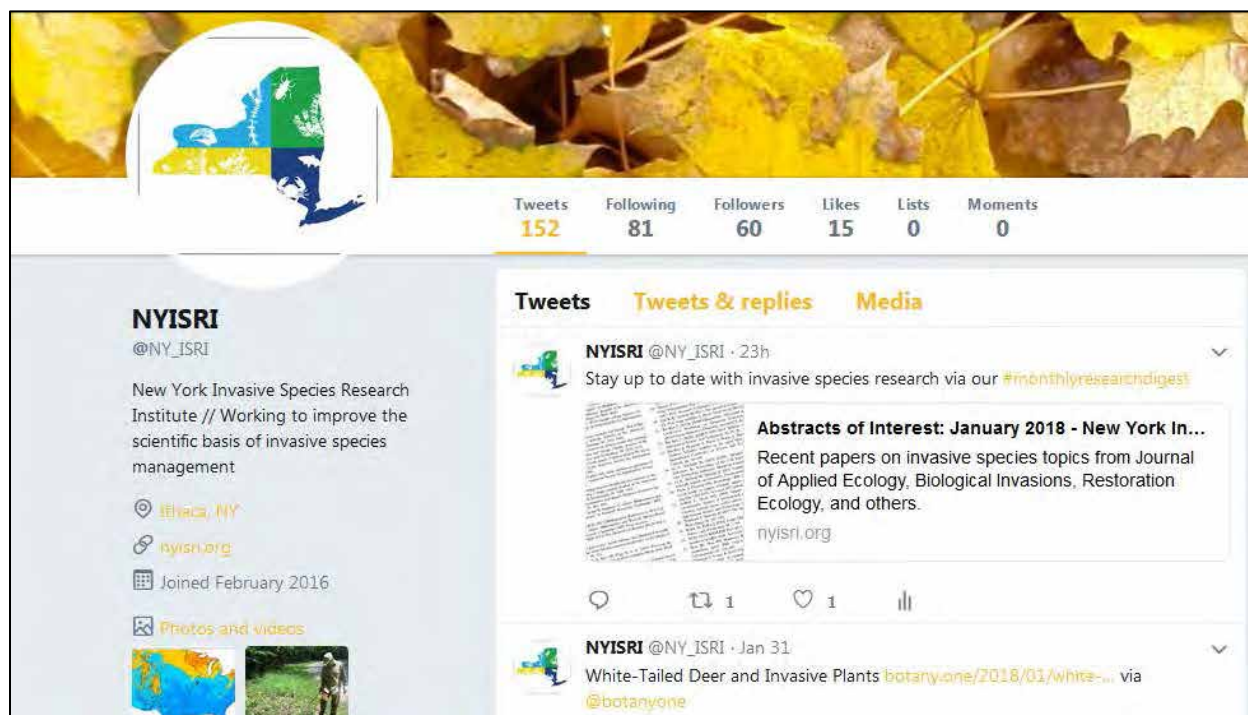 Tweets Following Followers Likes Lists Moments
152 81 60 15 0 0
NYISRI
@NY_ISRI
New York Invasive Species Research
Institute // Working to improve the
scientific basis of invasive species
management
Ithaca, NY
nyisri.org
Joined February 2016
Photos and videos
Tweets Tweets & replies Media
NYISRI @NY_ISRI · 23h
Stay up to date with invasive species research via our #monthlyresearchdigest
Abstracts of Interest: January 2018 - New York In...
Recent papers on invasive species topics from Journal
of Applied Ecology, Biological Invasions, Restoration
Ecology, and others.
nyisri.org
1 1
NYISRI @NY_ISRI · Jan 31
White-Tailed Deer and Invasive Plants botany.one/2018/01/white-... via
@botanyone